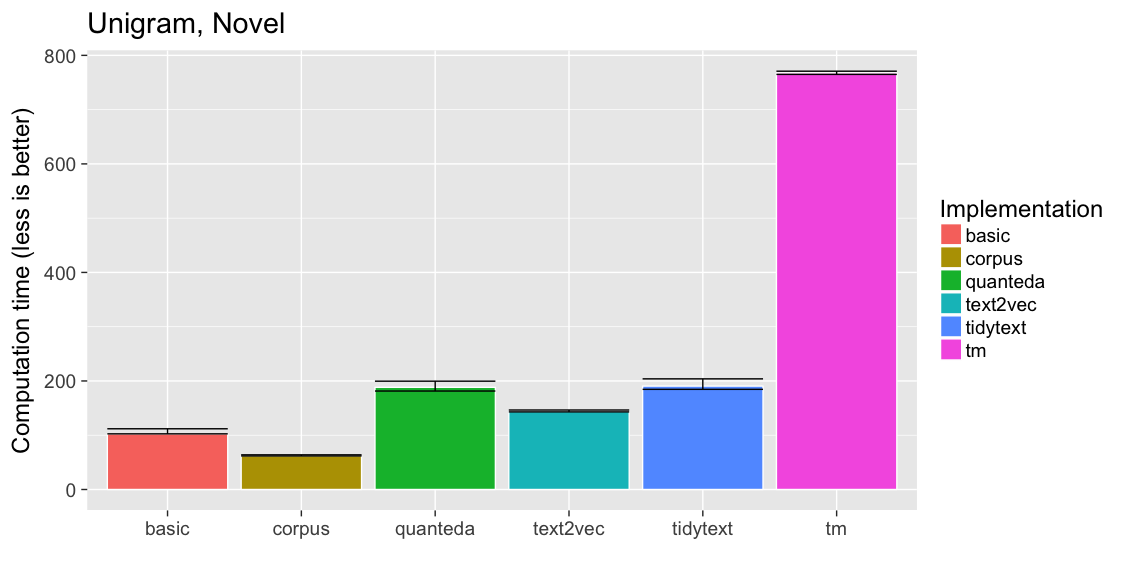 Unigram, Novel
Computation time (less is better)
800
600
400
200
0
basic
corpus
quanteda
text2vec
tidytext
tm
Implementation
basic
corpus
quanteda
text2vec
tidytext
tm